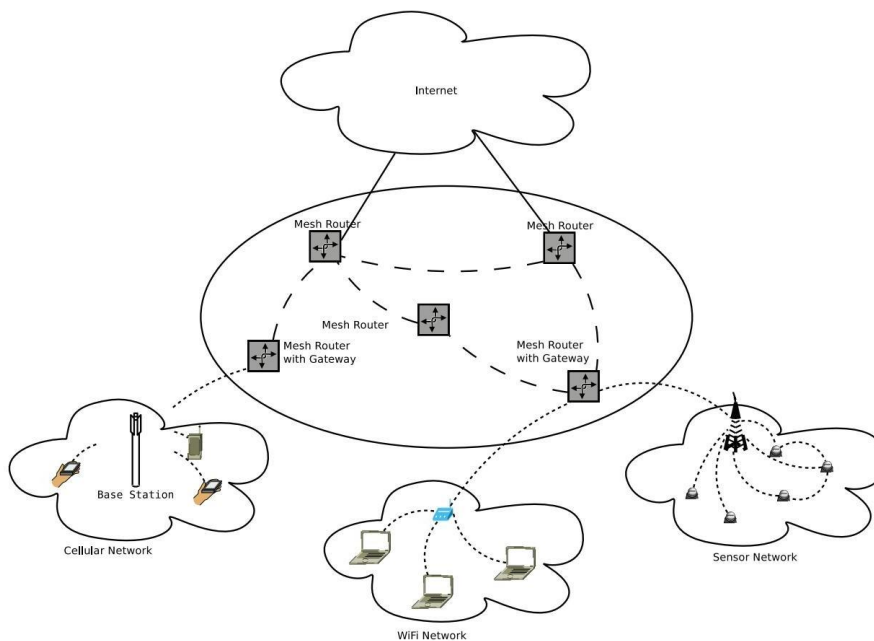 Internet
Mesh Router
Mesh Router
Mesh Router
Mesh Router
with Gateway
Mesh Router
with Gateway
Base Station
Cellular Network
WiFi Network
Sensor Network